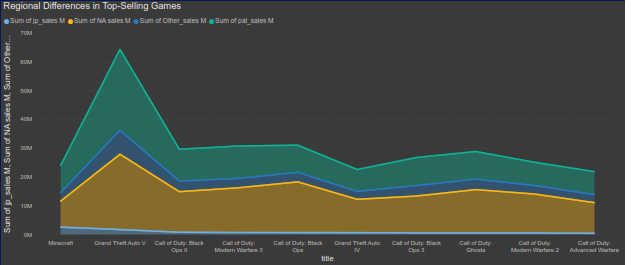 Regional Differences in Top-Selling Games
Sum of jp_sales M Sum of NA sales M Sum of Other_sales M Sum of pal_sales M
Sum of jp_sales M, Sum of NA sales M, Sum of Other...
70M
60M
50M
40M
30M
20M
10M
0M
Minecraft Grand Theft Auto V Call of Duty: Black Call of Duty: Call of Duty: Black Grand Theft Auto Call of Duty: Black Call of Duty: Call of Duty: Call of Duty:
Ops II Modern Warfare 3 Ops IV Ops 3 Ghosts Modern Warfare 2 Advanced Warfare
title